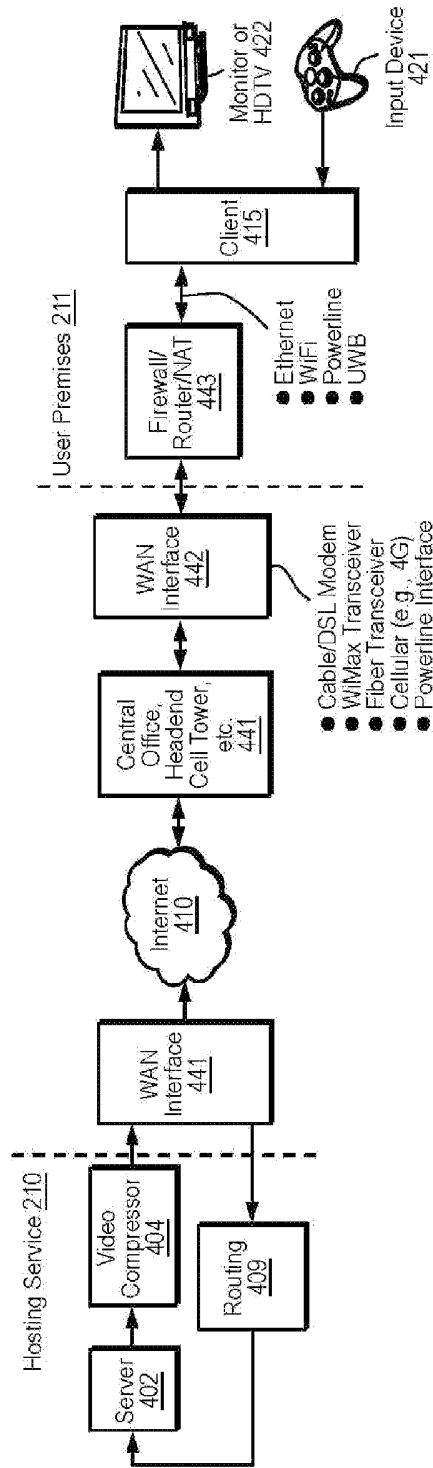 Hosting Service 210
Server
402
Video
Compressor
404
Routing
409
WAN
Interface
441
Internet
410
Central
Office,
Headend
Cell Tower,
etc. 441
WAN
Interface
442
● Cable/DSL Modem
● WiMax Transceiver
● Fiber Transceiver
● Cellular (e.g., 4G)
● Powerline Interface
User Premises 211
Firewall/
Router/NAT
443
● Ethernet
● WiFi
● Powerline
● UWB
Client
415
Monitor or
HDTV 422
Input Device
421